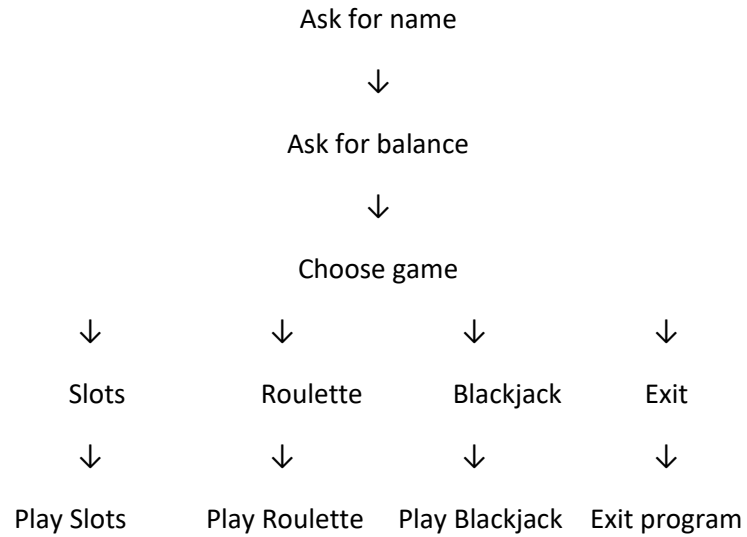 Ask for name
↓
Ask for balance
↓
Choose game
↓ ↓ ↓ ↓
Slots Roulette Blackjack Exit
↓ ↓ ↓ ↓
Play Slots Play Roulette Play Blackjack Exit program